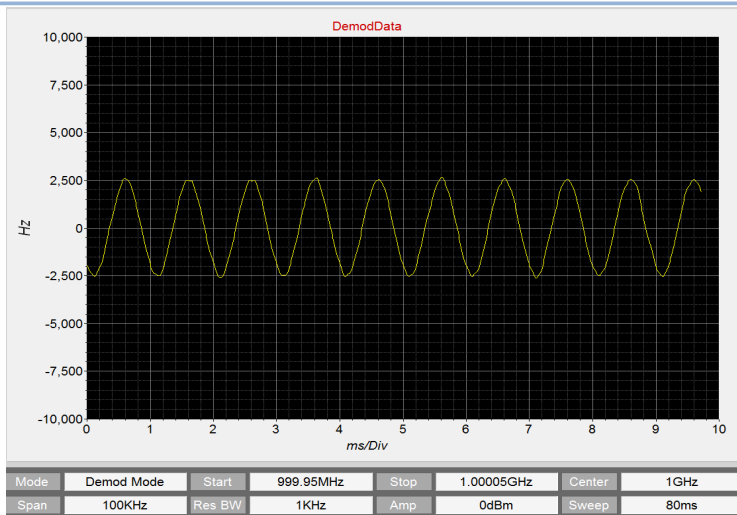 DemodData
10,000
7,500
5,000
2,500
0
-2,500
-5,000
-7,500
-10,000
Hz
0 1 2 3 4 5 6 7 8 9 10
ms/Div
Mode Demod Mode Start 999.95MHz Stop 1.00005GHz Center 1GHz
Span 100KHz Res BW 1KHz Amp 0dBm Sweep 80ms